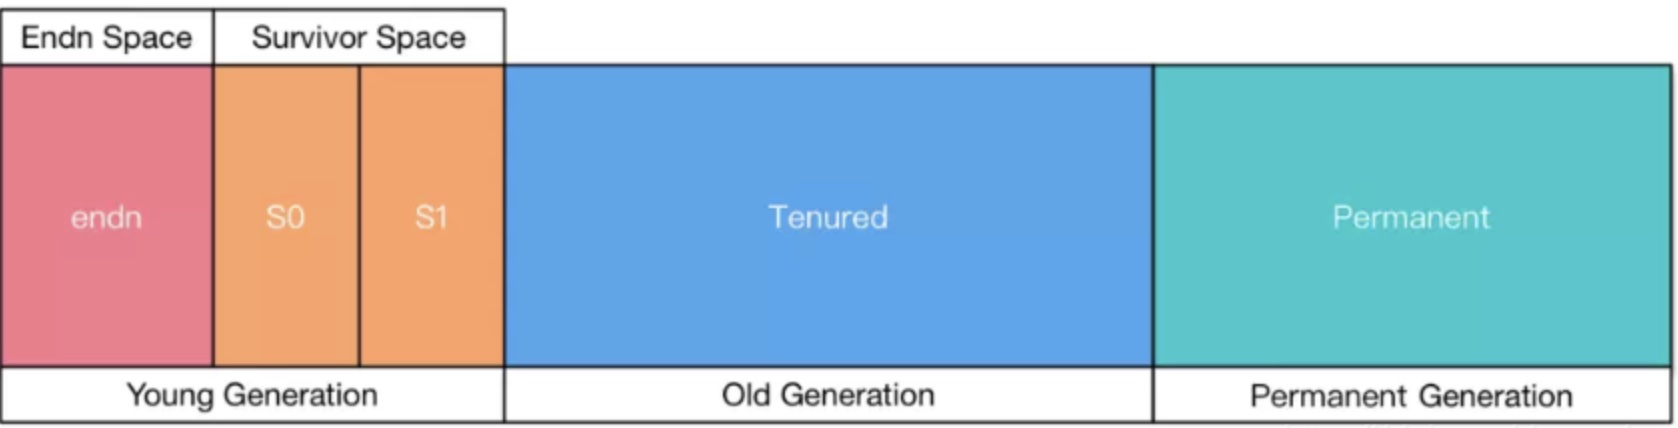 Endn Space
Survivor Space
endn
S0
S1
Tenured
Permanent
Young Generation
Old Generation
Permanent Generation